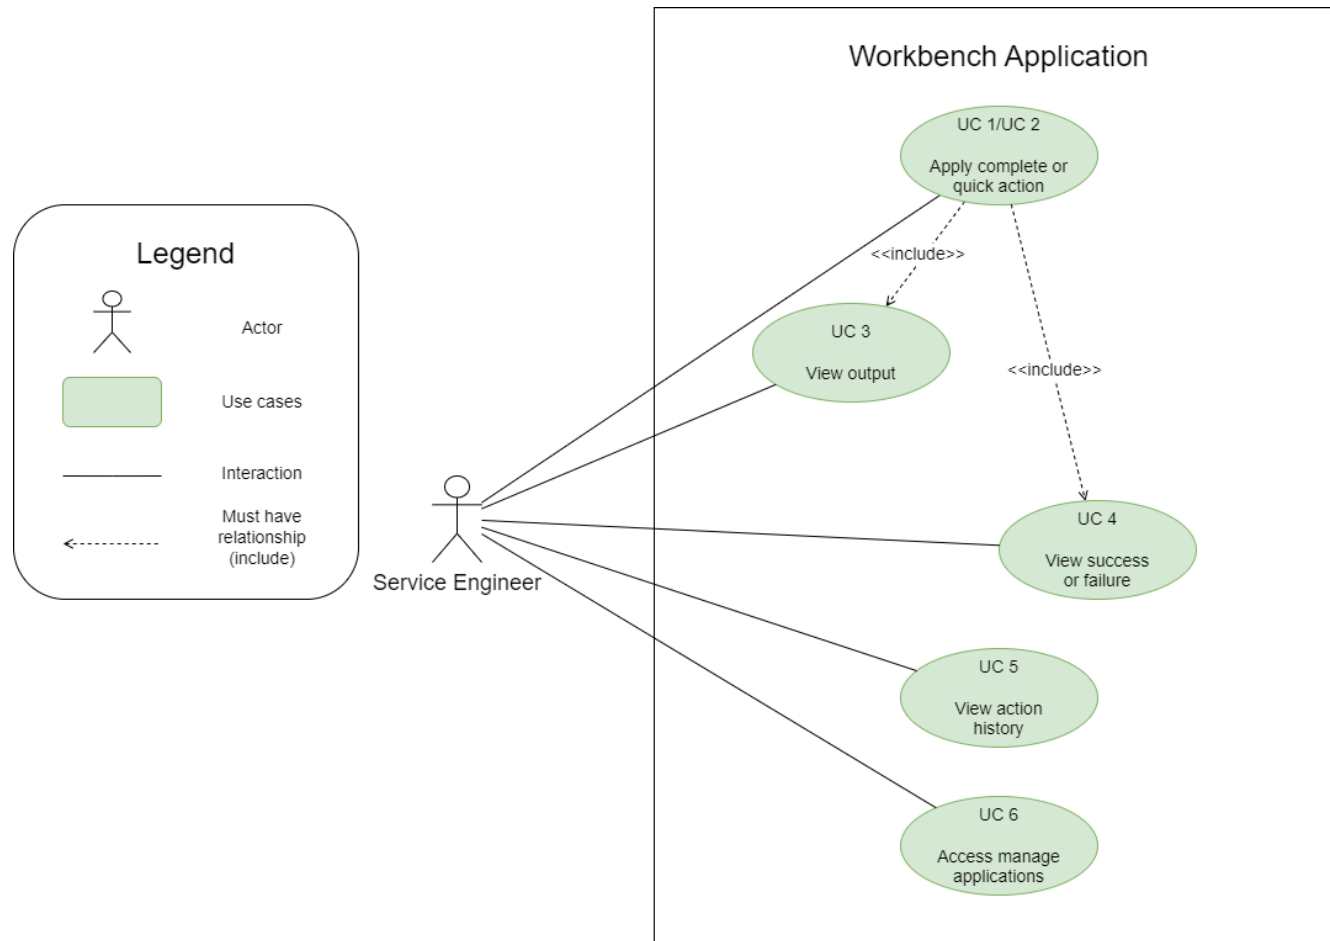 Workbench Application
UC 1/UC 2
Apply complete or
quick action
<<include>>
UC 3
View output
<<include>>
UC 4
View success
or failure
UC 5
View action
history
UC 6
Access manage
applications
Service Engineer
Legend
Actor
Use cases
Interaction
Must have
relationship
(include)